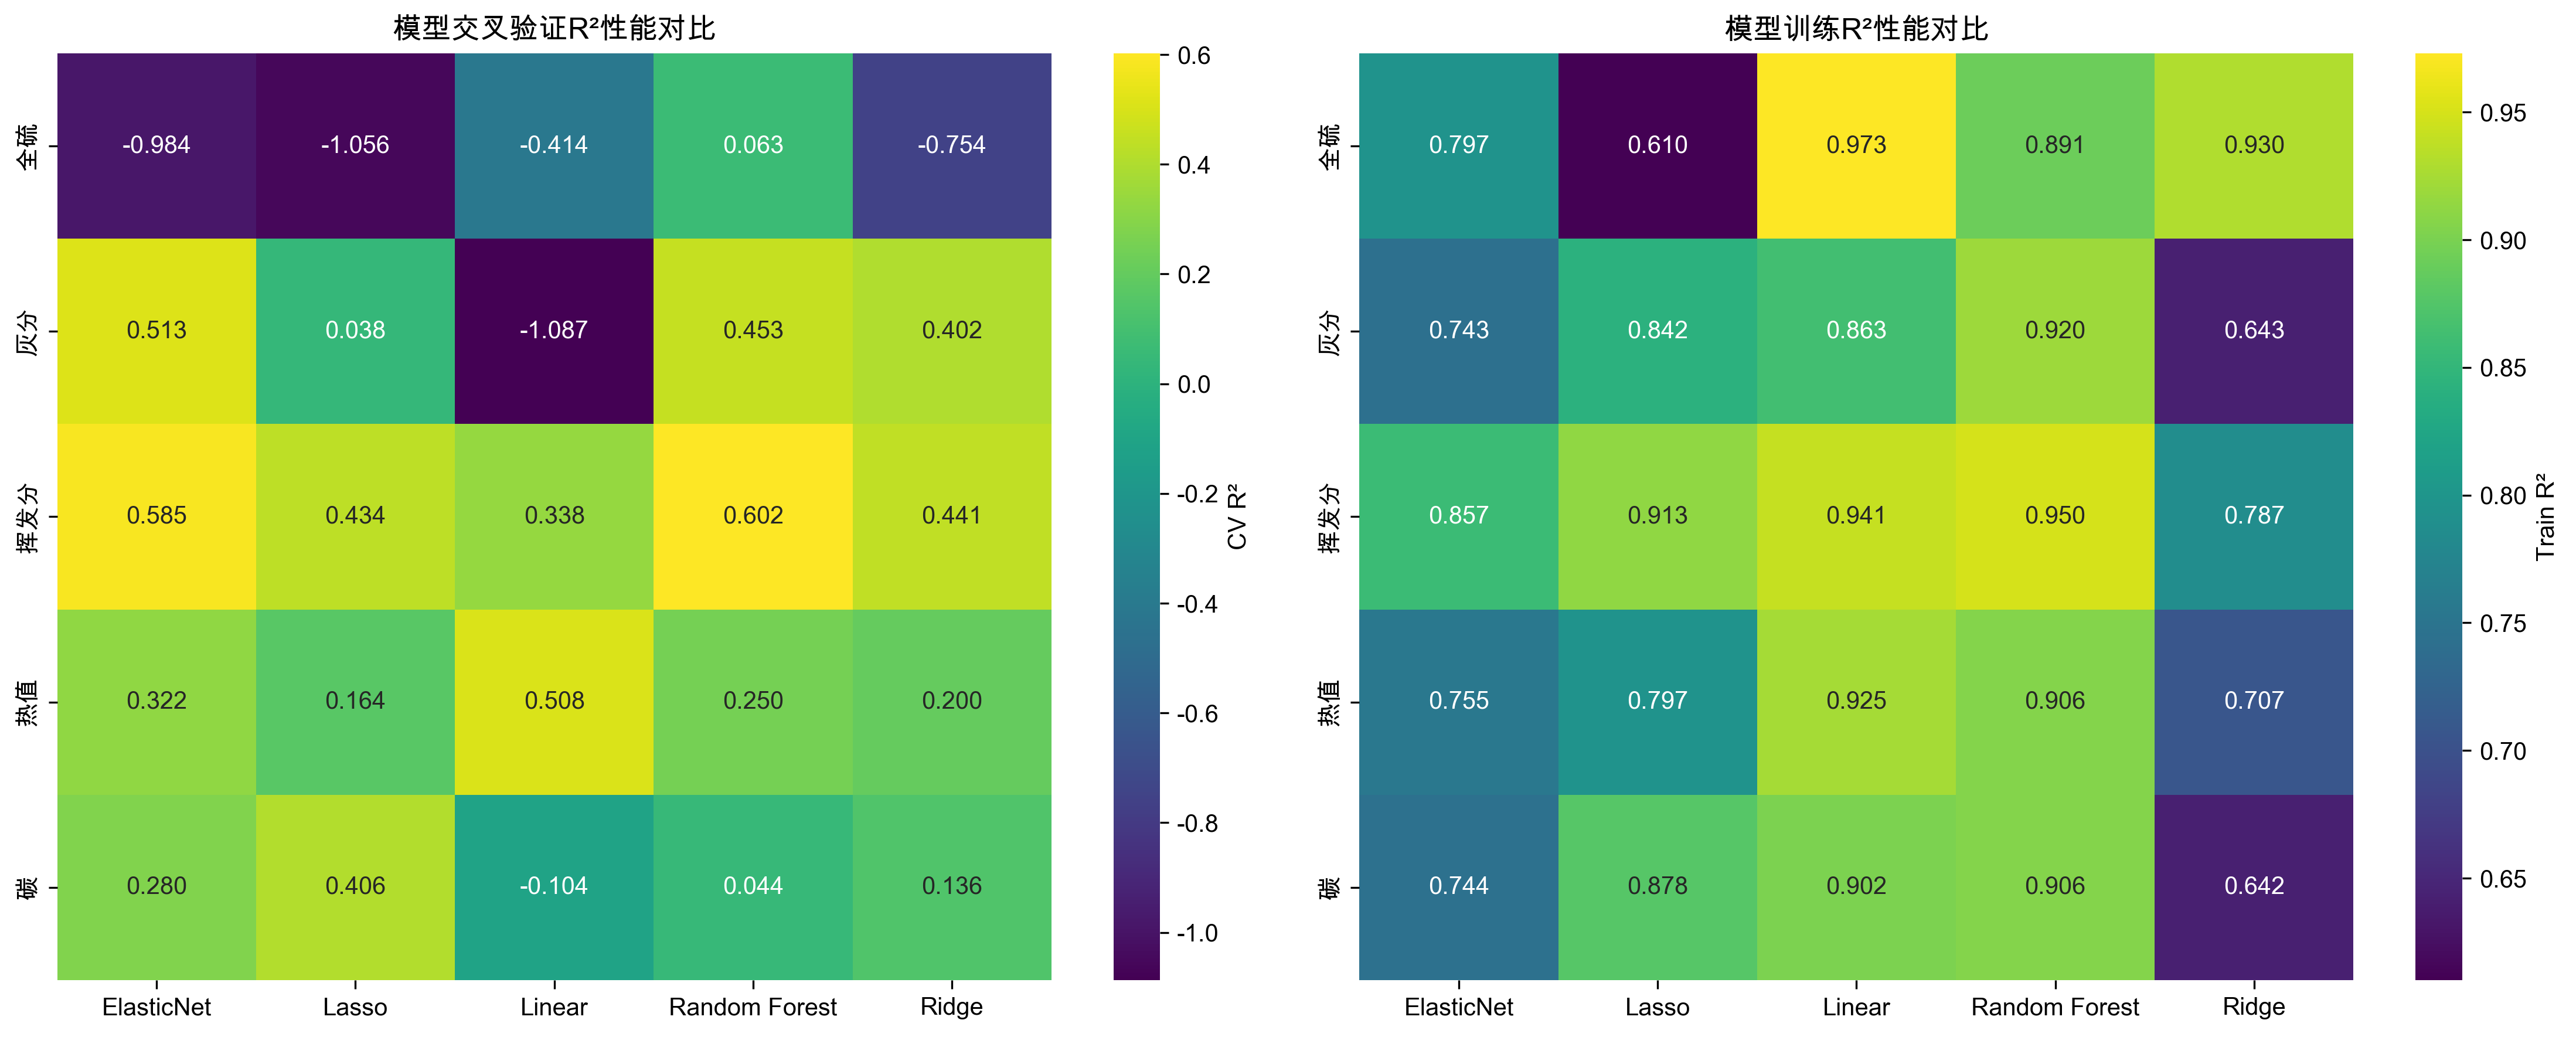 模型交叉验证R²性能对比
全硫
-0.984 -1.056 -0.414 0.063 -0.754
灰分
0.513 0.038 -1.087 0.453 0.402
挥发分
0.585 0.434 0.338 0.602 0.441
热值
0.322 0.164 0.508 0.250 0.200
碳
0.280 0.406 -0.104 0.044 0.136
ElasticNet Lasso Linear Random Forest Ridge
0.6
0.4
0.2
0.0
-0.2
-0.4
-0.6
-0.8
-1.0
CV R²
模型训练R²性能对比
全硫
0.797 0.610 0.973 0.891 0.930
灰分
0.743 0.842 0.863 0.920 0.643
挥发分
0.857 0.913 0.941 0.950 0.787
热值
0.755 0.797 0.925 0.906 0.707
碳
0.744 0.878 0.902 0.906 0.642
ElasticNet Lasso Linear Random Forest Ridge
0.95
0.90
0.85
0.80
0.75
0.70
0.65
Train R²